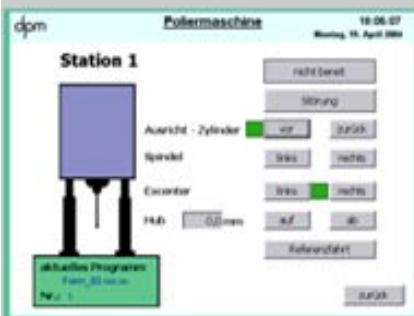 dpm
Poliermaschine
18:06:07
Montag, 19. April 2004
Station 1
nicht bereit
Störung
Ausricht - Zylinder
vor
zurück
Spindel
links
rechts
Excenter
links
rechts
Hub
0,0 mm
auf
ab
Referenzfahrt
aktuelles Programm
Nr.:
zurück